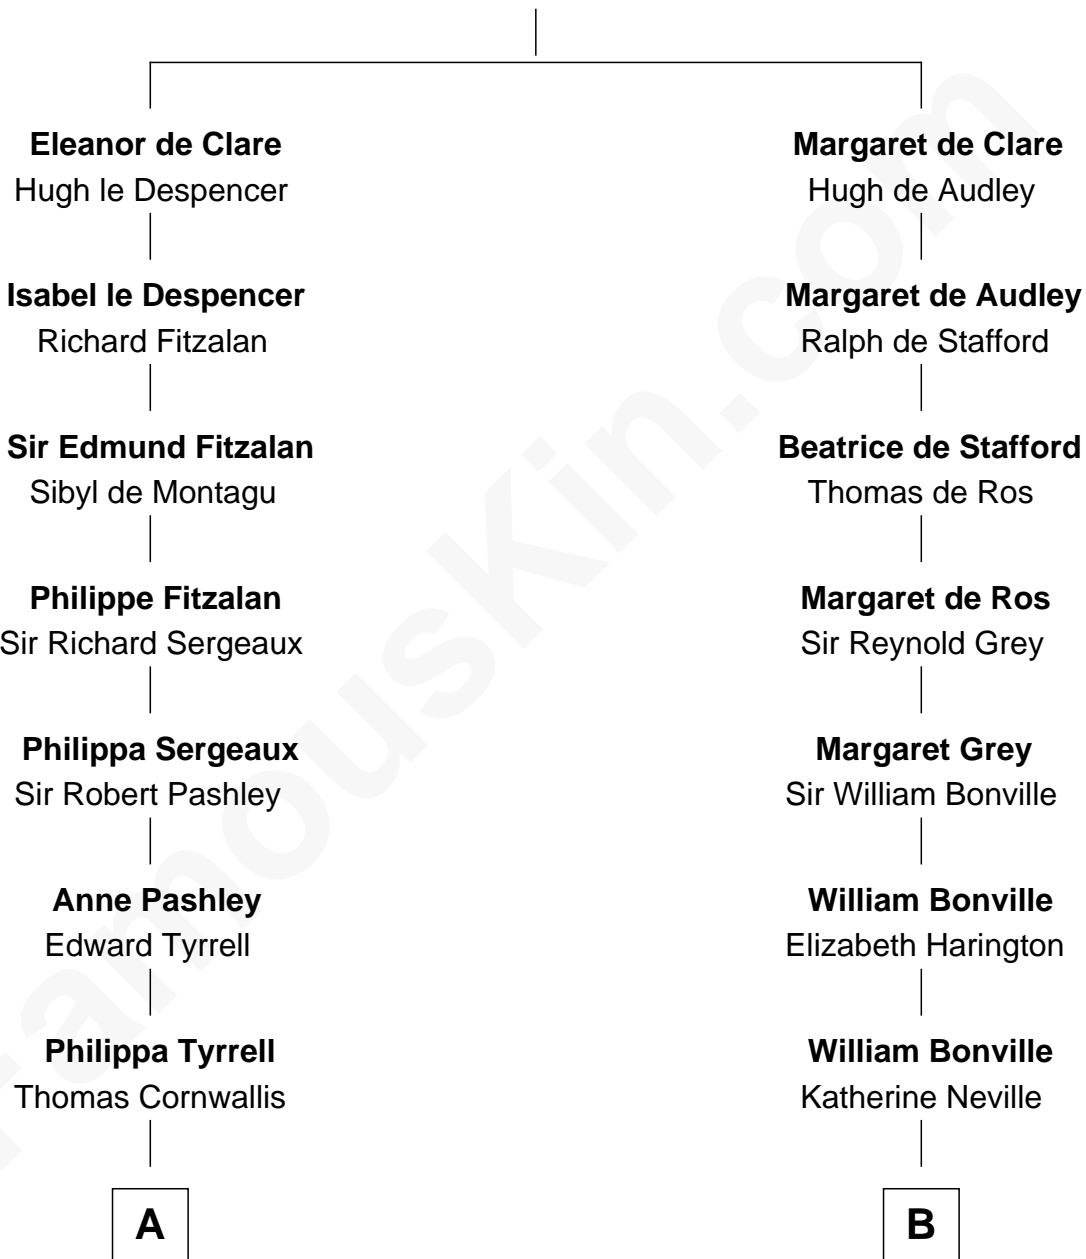 Eleanor de Clare
Hugh le Despencer
Isabel le Despencer
Richard Fitzalan
Sir Edmund Fitzalan
Sibyl de Montagu
Philippe Fitzalan
Sir Richard Sergeaux
Philippa Sergeaux
Sir Robert Pashley
Anne Pashley
Edward Tyrrell
Philippa Tyrrell
Thomas Cornwallis
A
Margaret de Clare
Hugh de Audley
Margaret de Audley
Ralph de Stafford
Beatrice de Stafford
Thomas de Ros
Margaret de Ros
Sir Reynold Grey
Margaret Grey
Sir William Bonville
William Bonville
Elizabeth Harington
William Bonville
Katherine Neville
B
FamousKin.com